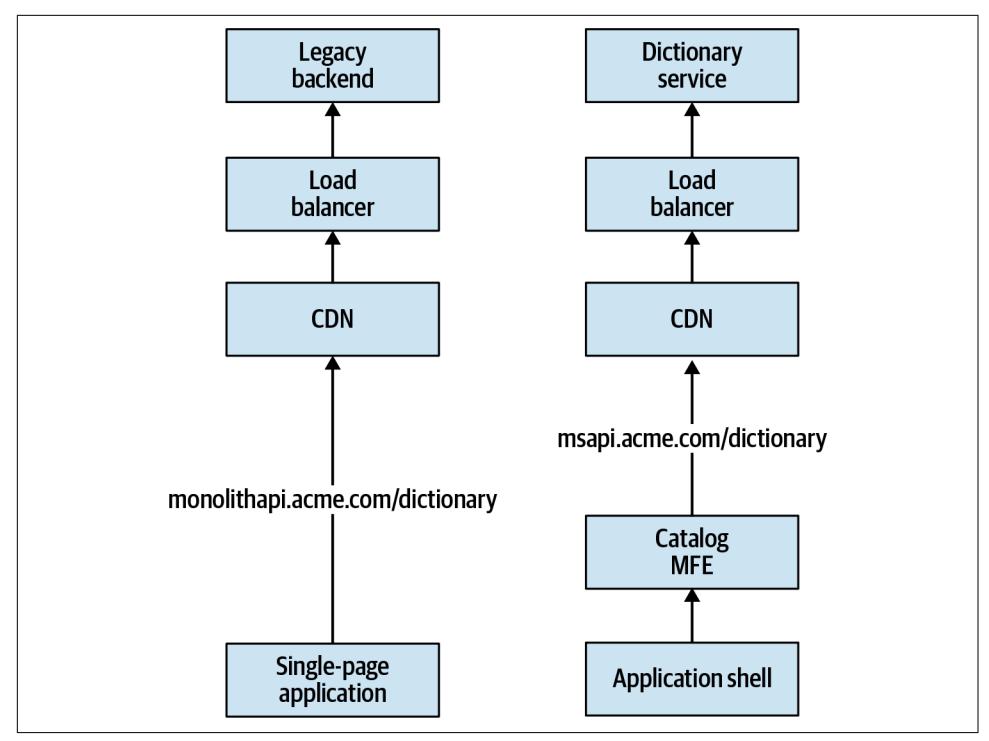 Legacy
backend
Dictionary
service
Load
balancer
Load
balancer
CDN
CDN
msapi.acme.com/dictionary
monolithapi.acme.com/dictionary
Catalog
MFE
Single-page
application
Application shell